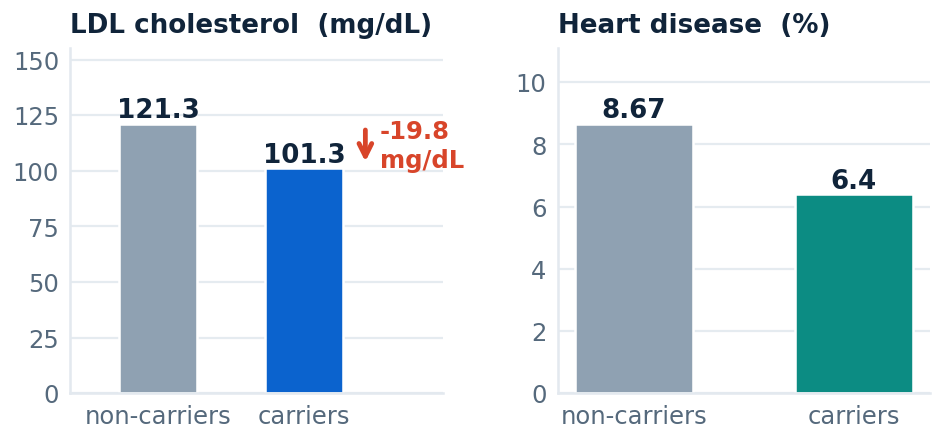 LDL cholesterol  (mg/dL)
150
125
100
75
50
25
0
121.3
101.3
-19.8
mg/dL
non-carriers
carriers
Heart disease  (%)
10
8
6
4
2
0
8.67
6.4
non-carriers
carriers